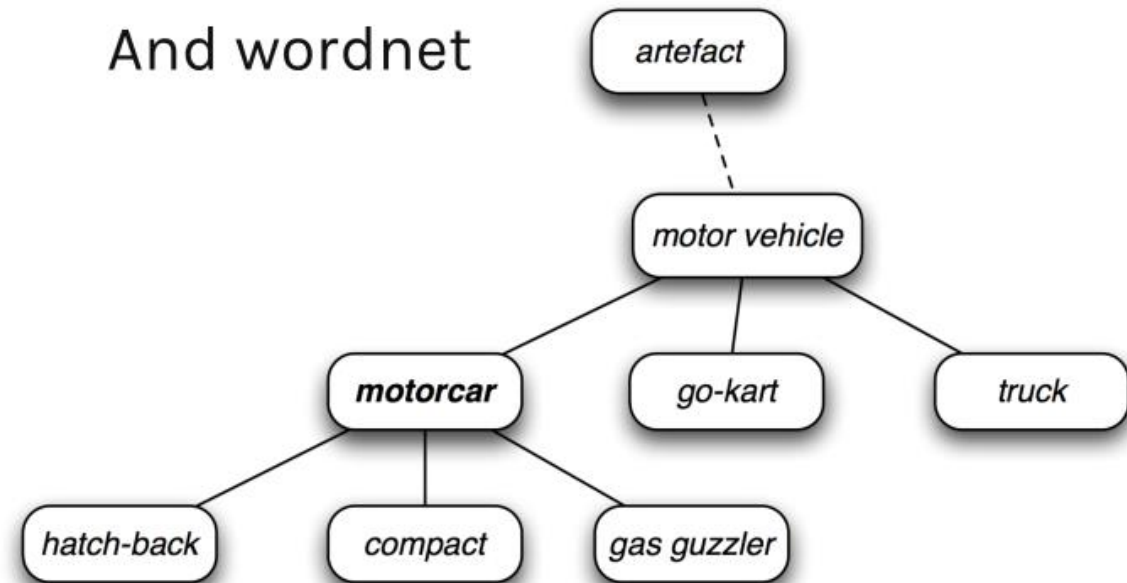 And wordnet
artefact
motor vehicle
motorcar
go-kart
truck
hatch-back
compact
gas guzzler